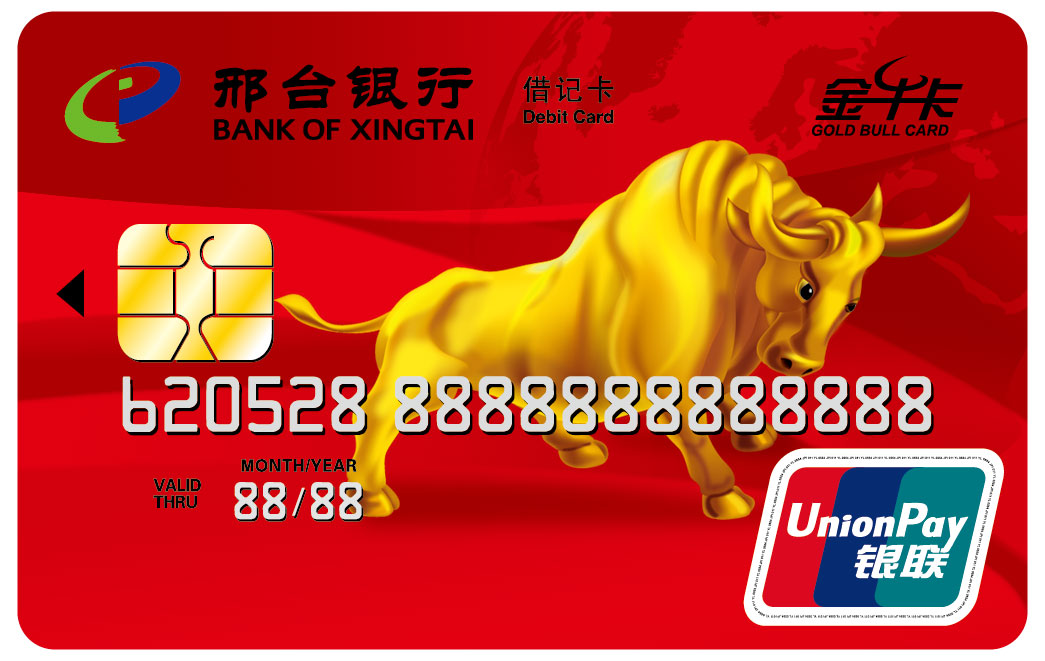 邢台银行
BANK OF XINGTAI
借记卡
Debit Card
金牛卡
GOLD BULL CARD
620528 8888888888888
MONTH/YEAR
VALID
THRU
88/88
UnionPay
银联